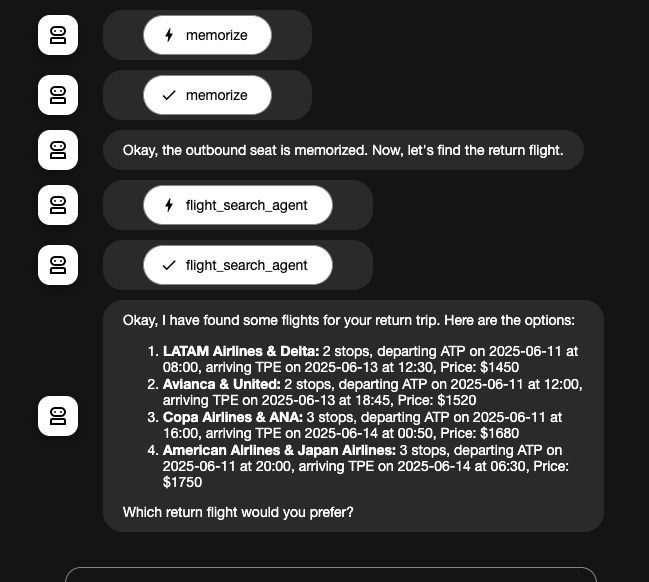 memorize
memorize
Okay, the outbound seat is memorized. Now, let's find the return flight.
flight_search_agent
flight_search_agent
Okay, I have found some flights for your return trip. Here are the options:
1. LATAM Airlines & Delta: 2 stops, departing ATP on 2025-06-11 at
08:00, arriving TPE on 2025-06-13 at 12:30, Price: $1450
2. Avianca & United: 2 stops, departing ATP on 2025-06-11 at 12:00,
arriving TPE on 2025-06-13 at 18:45, Price: $1520
3. Copa Airlines & ANA: 3 stops, departing ATP on 2025-06-11 at
16:00, arriving TPE on 2025-06-14 at 00:50, Price: $1680
4. American Airlines & Japan Airlines: 3 stops, departing ATP on
2025-06-11 at 20:00, arriving TPE on 2025-06-14 at 06:30, Price:
$1750
Which return flight would you prefer?